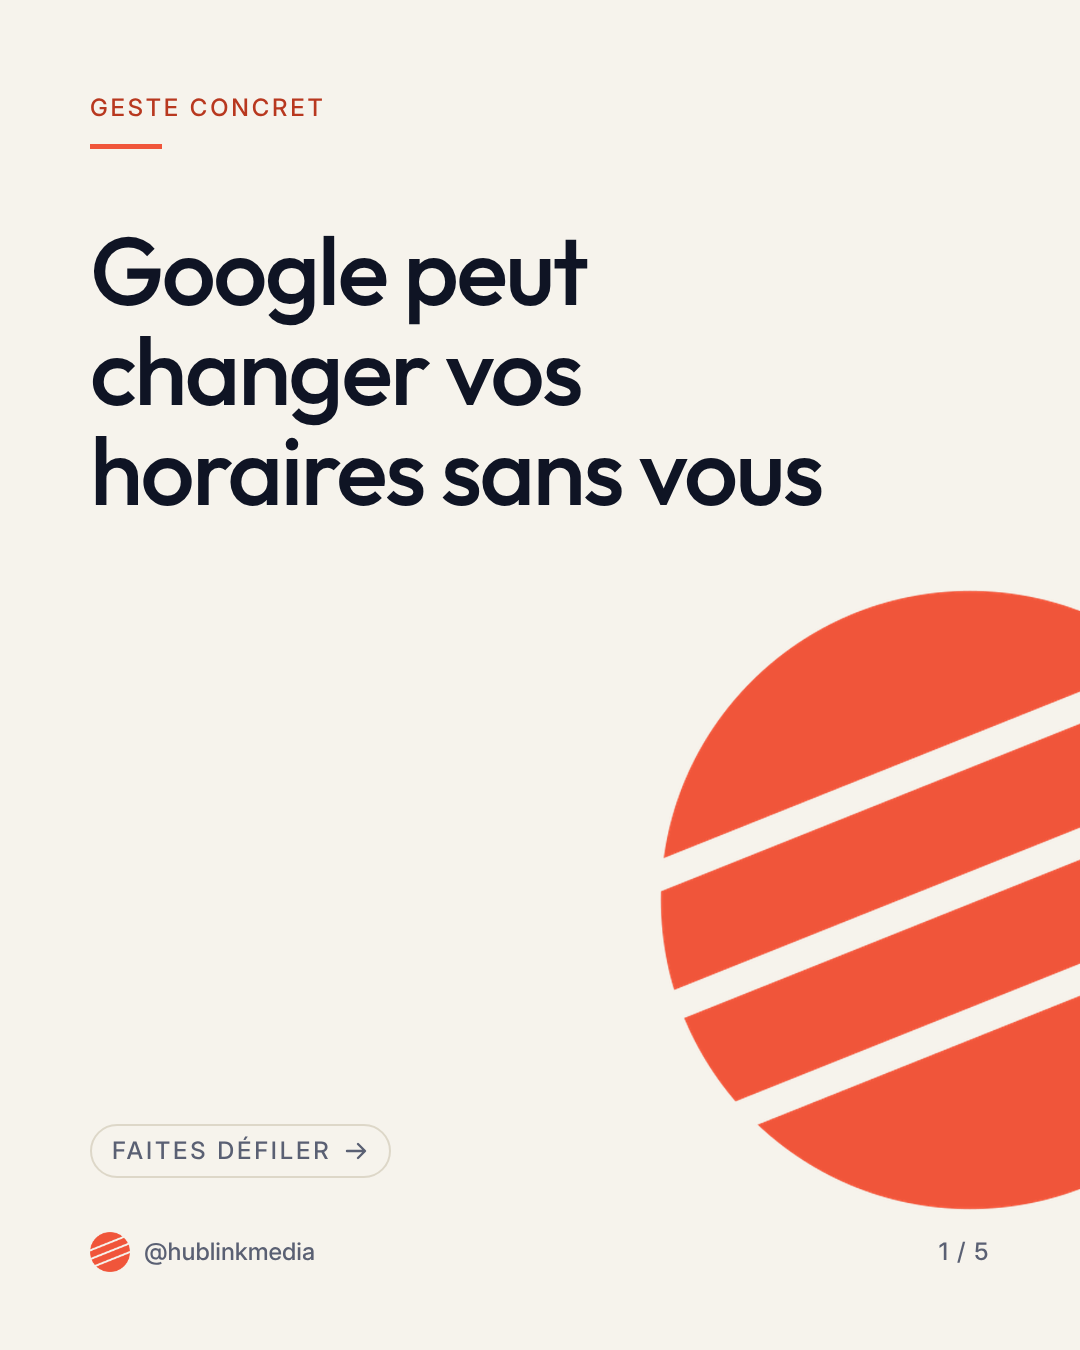 GESTE CONCRET
Google peut
changer vos
horaires sans vous
FAITES DÉFILER →
@hublinkmedia
1 / 5